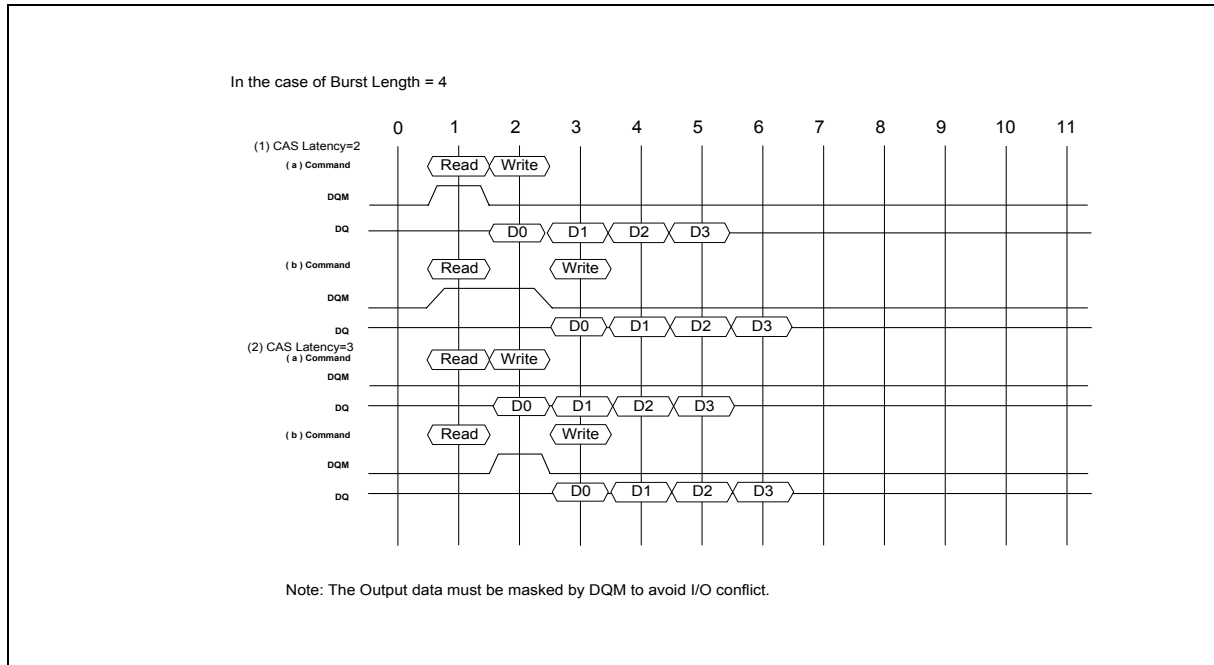 In the case of Burst Length = 4
0 1 2 3 4 5 6 7 8 9 10 11
(1) CAS Latency=2
( a ) Command Read Write
DQM
DQ D0 D1 D2 D3
( b ) Command Read Write
DQM
DQ D0 D1 D2 D3
(2) CAS Latency=3
( a ) Command Read Write
DQM
DQ D0 D1 D2 D3
( b ) Command Read Write
DQM
DQ D0 D1 D2 D3
Note: The Output data must be masked by DQM to avoid I/O conflict.